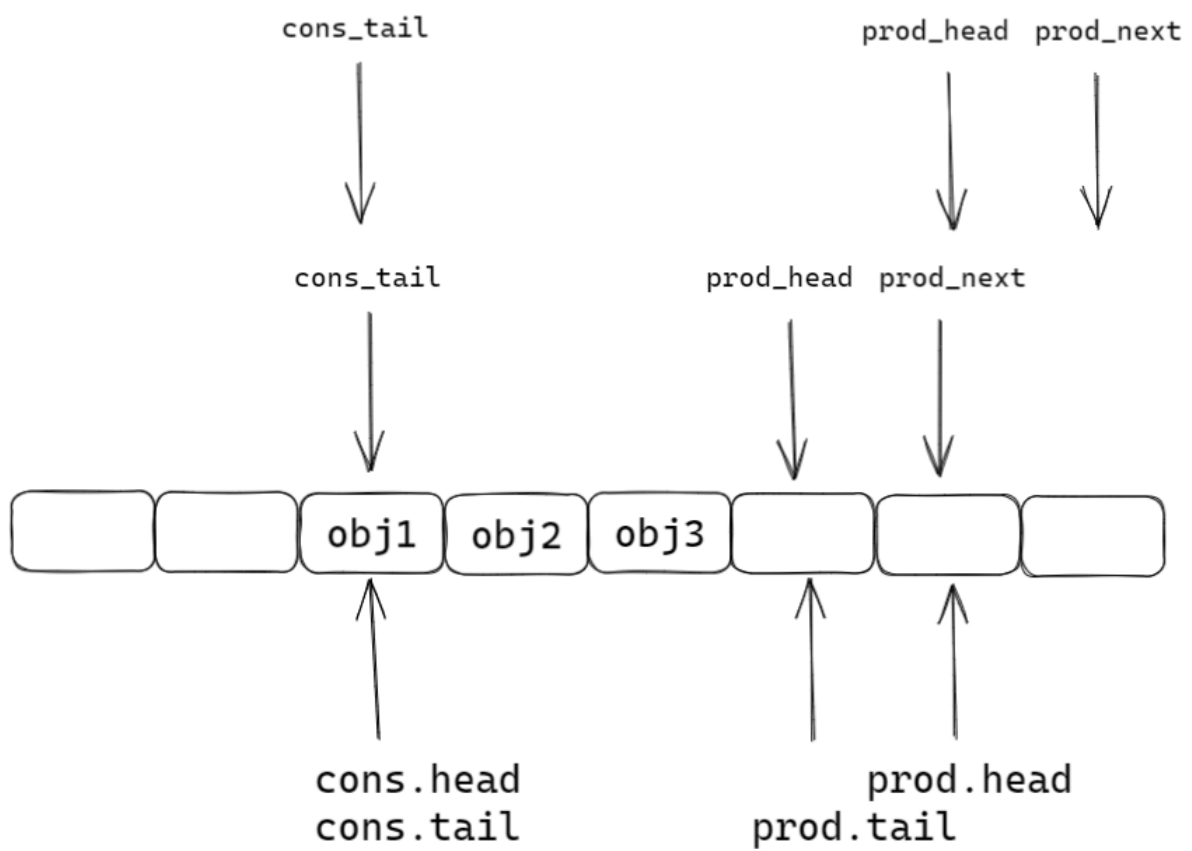 cons_tail prod_head prod_next
cons_tail prod_head prod_next
obj1 obj2 obj3
cons.head prod.head
cons.tail prod.tail